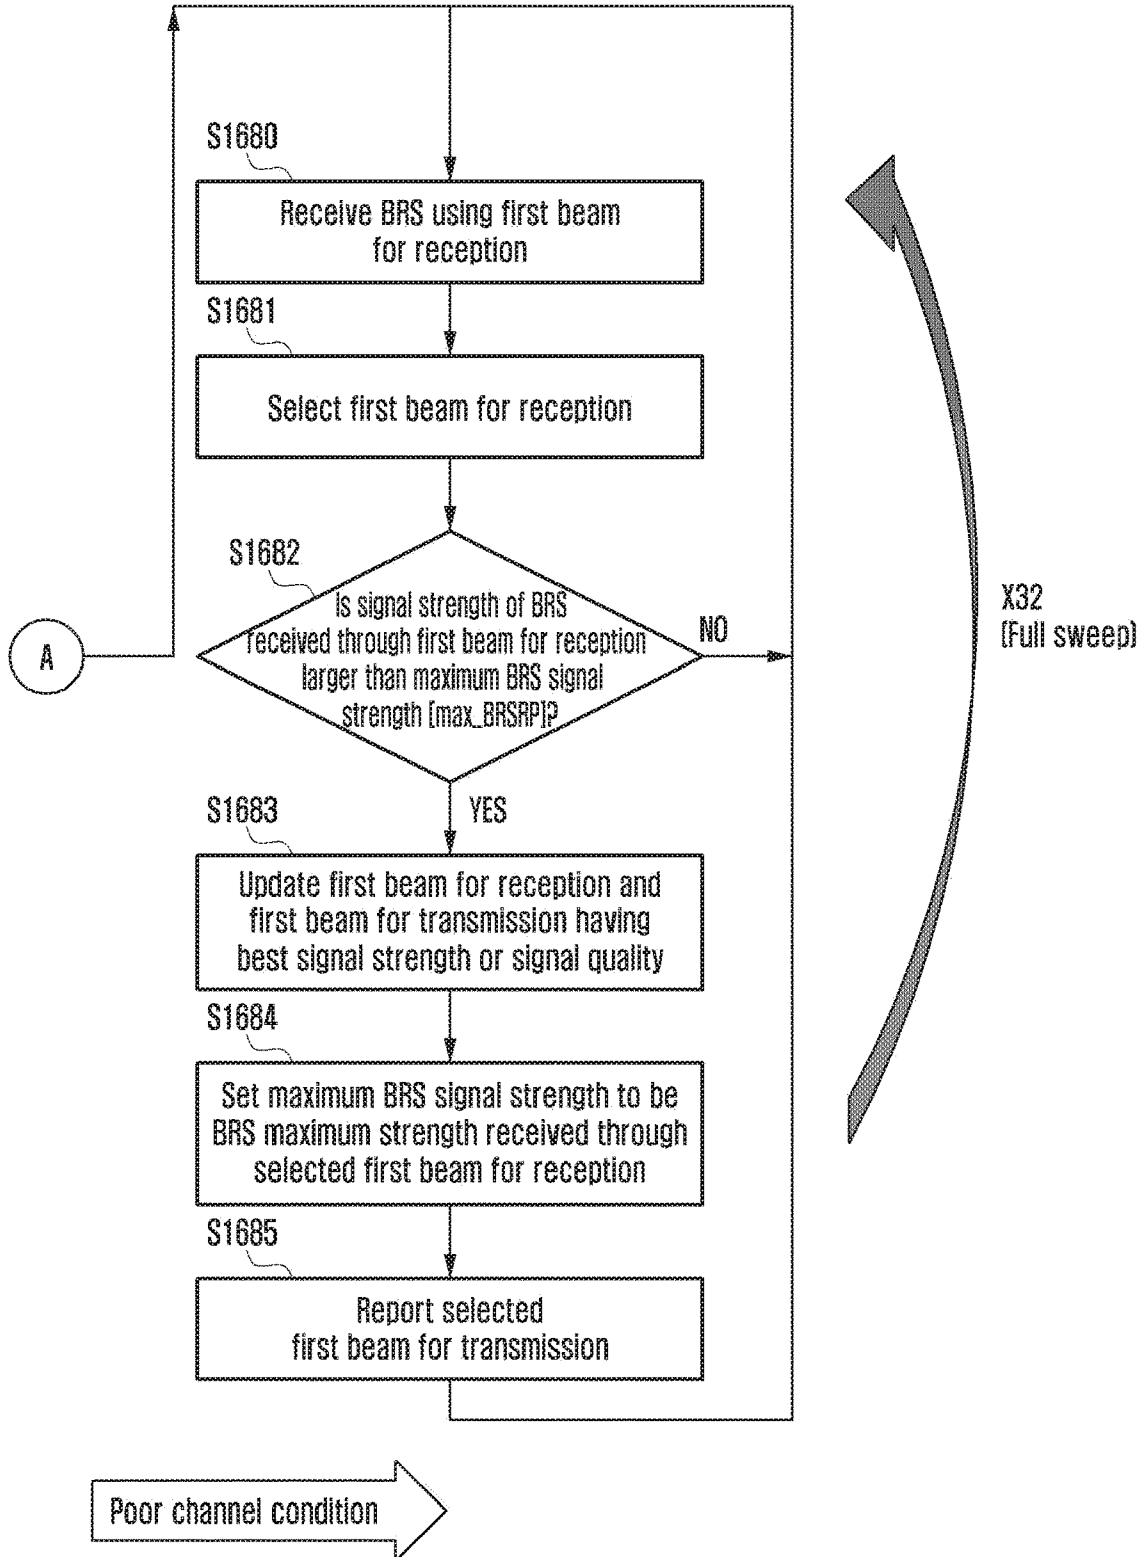 S1680
Receive BRS using first beam
for reception
S1681
Select first beam for reception
S1682
Is signal strength of BRS
received through first beam for reception
larger than maximum BRS signal
strength [max_BRSRP]?
NO
A
X32
(Full sweep)
YES
S1683
Update first beam for reception and
first beam for transmission having
best signal strength or signal quality
S1684
Set maximum BRS signal strength to be
BRS maximum strength received through
selected first beam for reception
S1685
Report selected
first beam for transmission
Poor channel condition